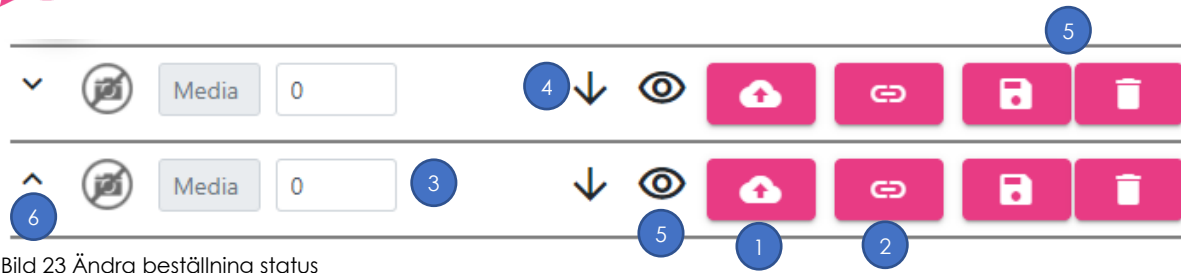 5
4
Media 0
Media 0 3
6 5 1 2
Bild 23 Ändra beställning status